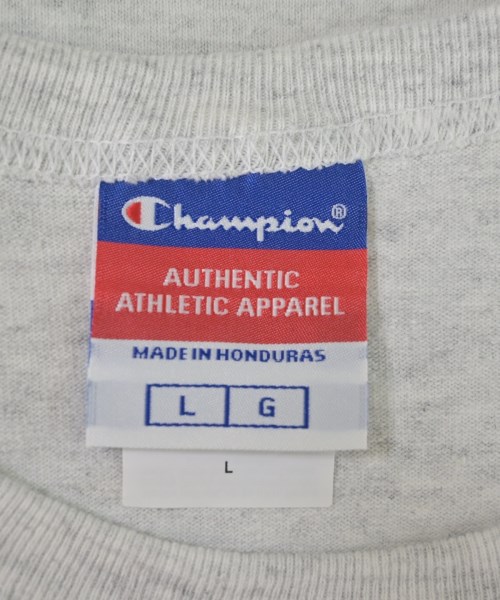 Champion®
AUTHENTIC
ATHLETIC APPAREL
MADE IN HONDURAS
L G
L